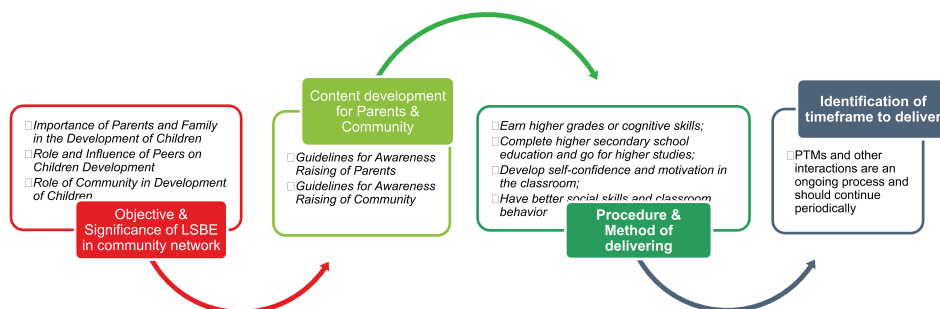 □Importance of Parents and Family
in the Development of Children
□Role and Influence of Peers on
Children Development
□Role of Community in Development
of Children
Objective &
Significance of LSBE
in community network
Content development
for Parents &
Community
□Guidelines for Awareness
Raising of Parents
□Guidelines for Awareness
Raising of Community
□Earn higher grades or cognitive skills;
□Complete higher secondary school
education and go for higher studies;
□Develop self-confidence and motivation in
the classroom;
□Have better social skills and classroom
behavior
Procedure &
Method of
delivering
Identification of
timeframe to deliver
□PTMs and other
interactions are an
ongoing process and
should continue
periodically